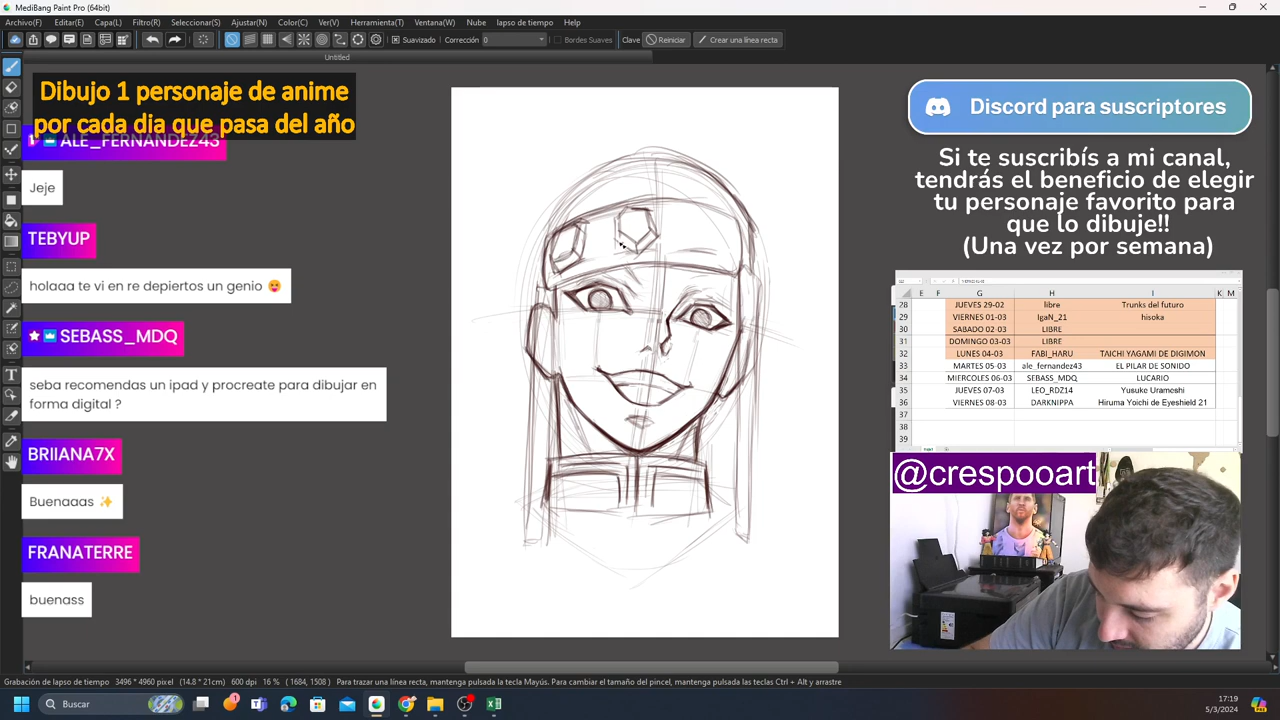 MediBang Paint Pro (64bit)
Archivo(F) Editar(E) Capa(L) Filtro(R) Seleccionar(S) Ajustar(N) Color(C) Ver(V) Herramienta(T) Ventana(W) Nube lapso de tiempo Help
Suavizado Corrección 0 Bordes Suaves Clave Reiniciar Crear una línea recta
Untitled
Dibujo 1 personaje de anime
por cada dia que pasa del año
ALE_FERNANDEZ43
Jeje
TEBYUP
holaaa te vi en re depiertos un genio
SEBASS_MDQ
seba recomendas un ipad y procreate para dibujar en
forma digital ?
BRIIANA7X
Buenaaas
FRANATERRE
buenass
Discord para suscriptores
Si te suscribís a mi canal,
tendrás el beneficio de elegir
tu personaje favorito para
que lo dibuje!!
(Una vez por semana)
E F G H I K M
28 JUEVES 29-02 libre Trunks del futuro
29 VIERNES 01-03 IgaN_21 hisoka
30 SABADO 02-03 LIBRE
31 DOMINGO 03-03 LIBRE
32 LUNES 04-03 FABI_HARU TAICHI YAGAMI DE DIGIMON
33 MARTES 05-03 ale_fernandez43 EL PILAR DE SONIDO
34 MIERCOLES 06-03 SEBASS_MDQ LUCARIO
35 JUEVES 07-03 LEO_RDZ14 Yusuke Urameshi
36 VIERNES 08-03 DARKNIPPA Hiruma Yoichi de Eyeshield 21
37
38
39
@crespooart
Grabación de lapso de tiempo 3496 * 4960 pixel (14.8 * 21cm) 600 dpi 16 % ( 1684, 1508 ) Para trazar una línea recta, mantenga pulsada la tecla Mayús. Para cambiar el tamaño del pincel, mantenga pulsadas las teclas Ctrl + Alt y arrastre
Buscar
17:19
5/3/2024